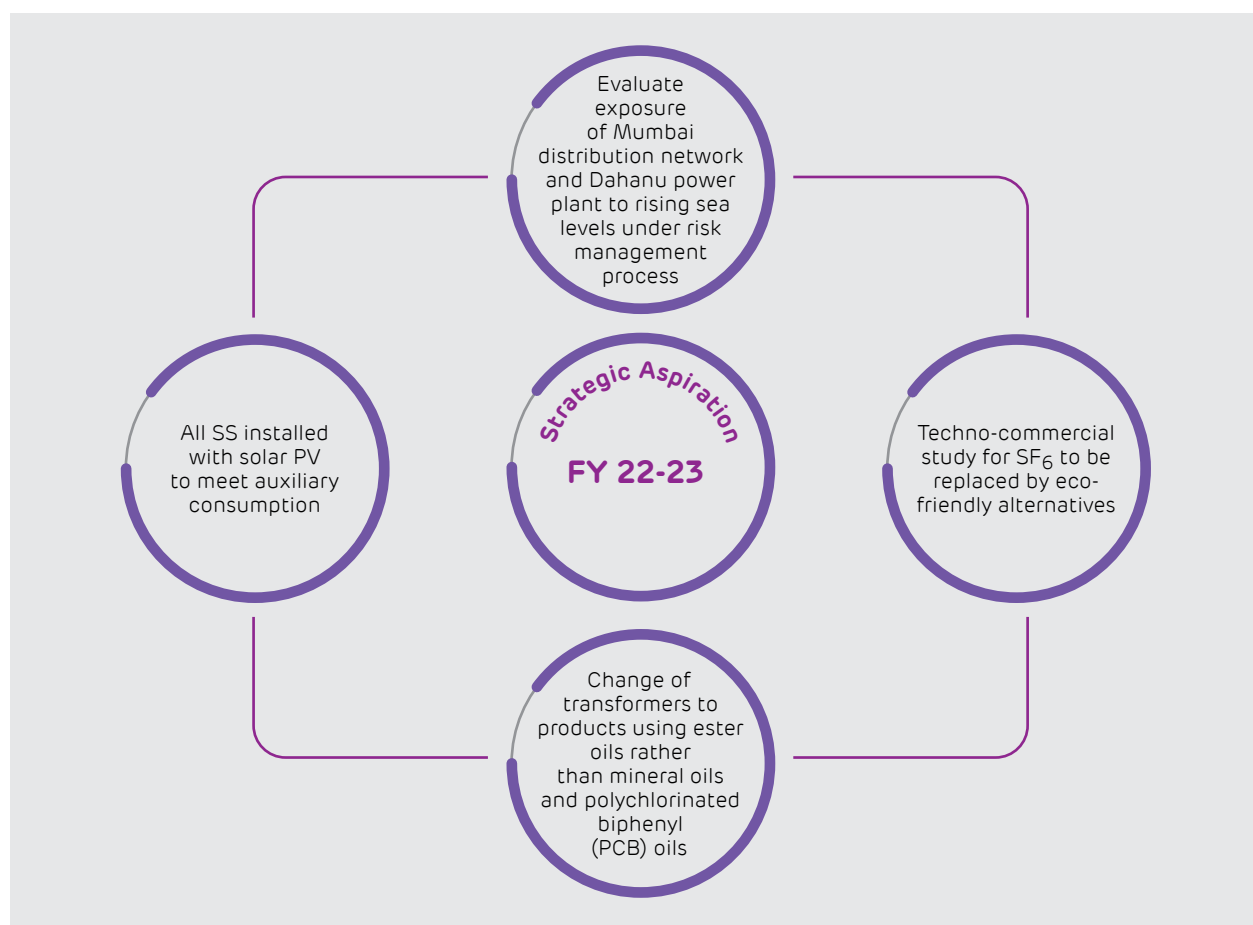 Evaluate
exposure
of Mumbai
distribution network
and Dahanu power
plant to rising sea
levels under risk
management
process
All SS installed
with solar PV
to meet auxiliary
consumption
Strategic Aspiration
FY 22-23
Techno-commercial
study for SF₆ to be
replaced by eco-
friendly alternatives
Change of
transformers to
products using ester
oils rather
than mineral oils
and polychlorinated
biphenyl
(PCB) oils